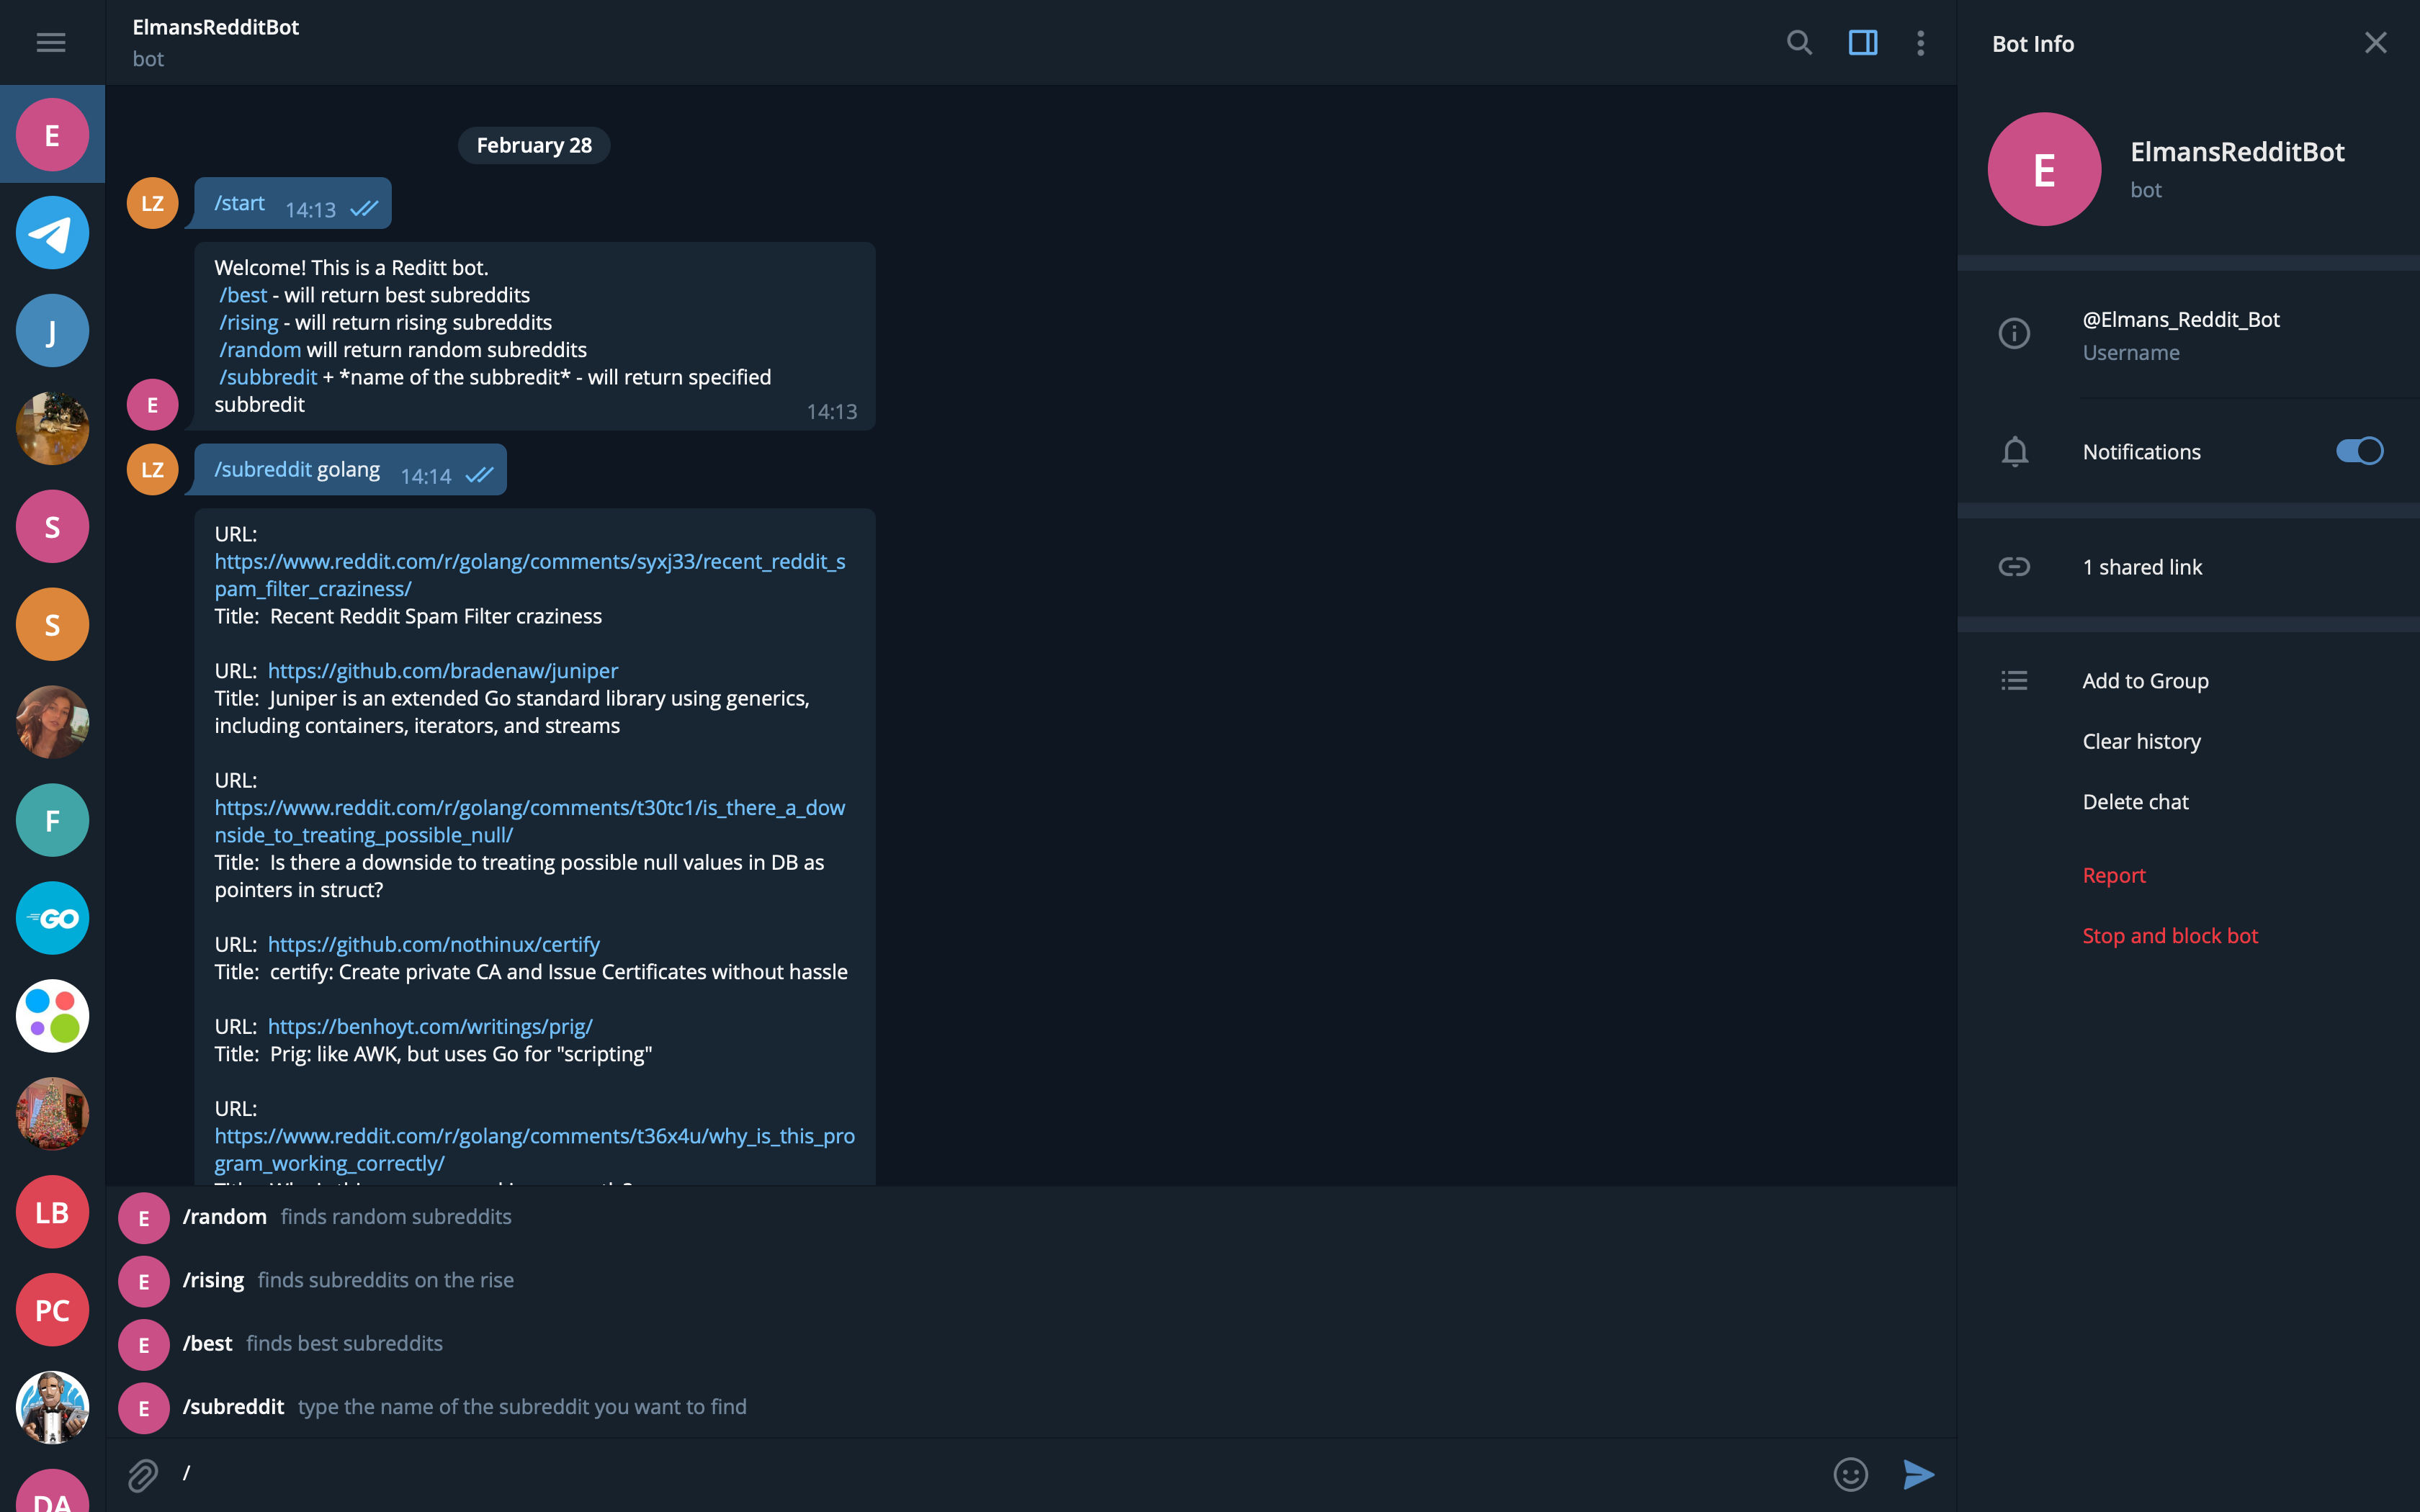 ElmansRedditBot
bot
E
J
S
S
F
GO
LB
PC
DA
February 28
LZ
/start 14:13
Welcome! This is a Reditt bot.
/best - will return best subreddits
/rising - will return rising subreddits
/random will return random subreddits
/subbredit + *name of the subbredit* - will return specified
subbredit
14:13
E
LZ
/subreddit golang 14:14
URL:
https://www.reddit.com/r/golang/comments/syxj33/recent_reddit_s
pam_filter_craziness/
Title: Recent Reddit Spam Filter craziness
URL: https://github.com/bradenaw/juniper
Title: Juniper is an extended Go standard library using generics,
including containers, iterators, and streams
URL:
https://www.reddit.com/r/golang/comments/t30tc1/is_there_a_dow
nside_to_treating_possible_null/
Title: Is there a downside to treating possible null values in DB as
pointers in struct?
URL: https://github.com/nothinux/certify
Title: certify: Create private CA and Issue Certificates without hassle
URL: https://benhoyt.com/writings/prig/
Title: Prig: like AWK, but uses Go for "scripting"
URL:
https://www.reddit.com/r/golang/comments/t36x4u/why_is_this_pro
gram_working_correctly/
E /random finds random subreddits
E /rising finds subreddits on the rise
E /best finds best subreddits
E /subreddit type the name of the subreddit you want to find
/
Bot Info
E
ElmansRedditBot
bot
@Elmans_Reddit_Bot
Username
Notifications
1 shared link
Add to Group
Clear history
Delete chat
Report
Stop and block bot